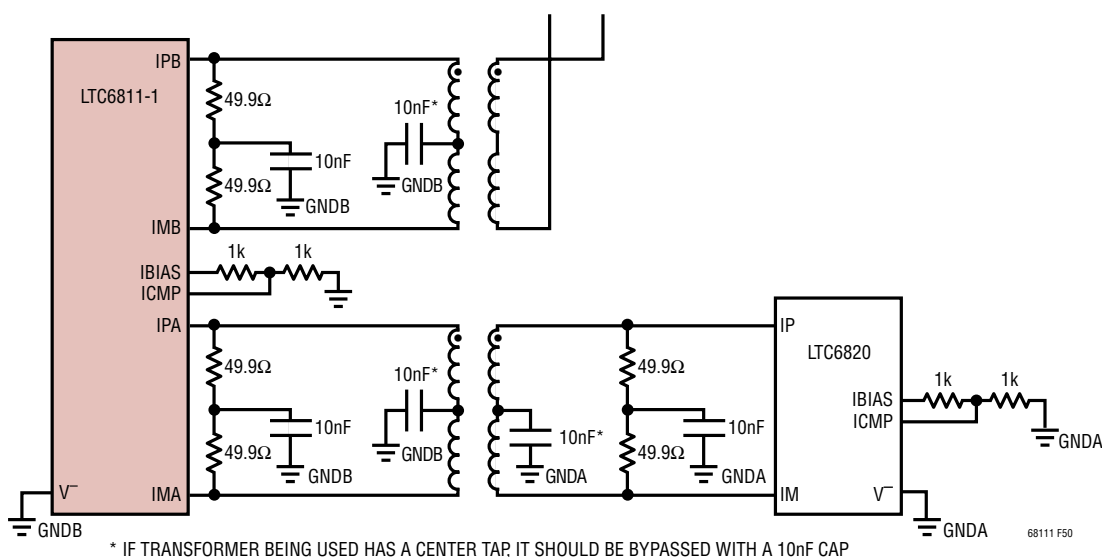 IPB
LTC6811-1
49.9Ω
10nF*
10nF
GNDB
49.9Ω
GNDB
IMB
1k
1k
IBIAS
ICMP
IPA
IP
LTC6820
49.9Ω
10nF*
49.9Ω
1k
1k
IBIAS
10nF
10nF*
10nF
ICMP
GNDA
49.9Ω
GNDB
49.9Ω
GNDB
GNDA
GNDA
V–
IMA
IM
V–
GNDB
GNDA
68111 F50
* IF TRANSFORMER BEING USED HAS A CENTER TAP, IT SHOULD BE BYPASSED WITH A 10nF CAP